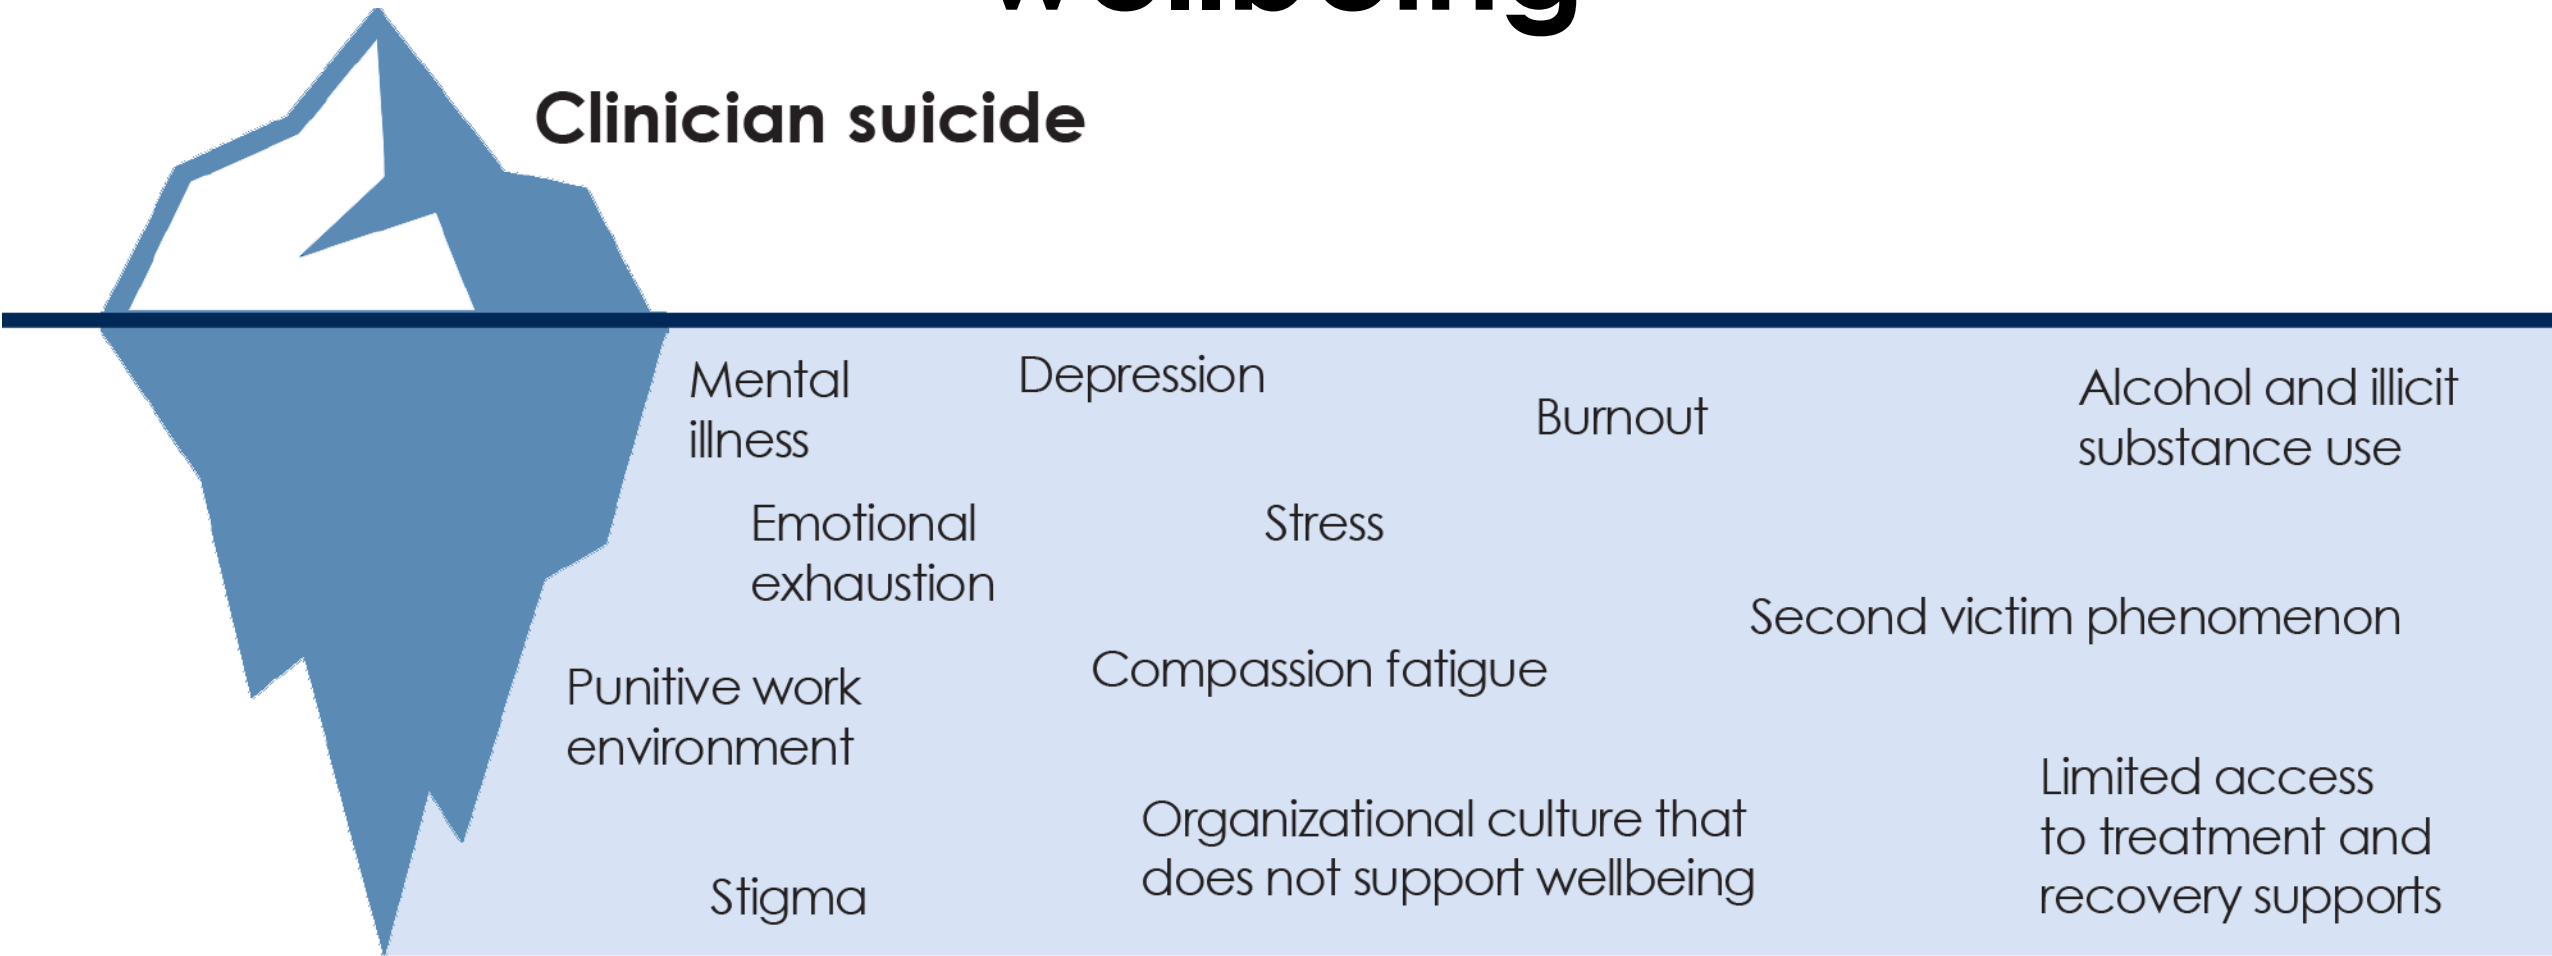 wellbeing
Clinician suicide
Mental
illness
Depression
Burnout
Alcohol and illicit
substance use
Emotional
exhaustion
Stress
Second victim phenomenon
Punitive work
environment
Compassion fatigue
Stigma
Organizational culture that
does not support wellbeing
Limited access
to treatment and
recovery supports